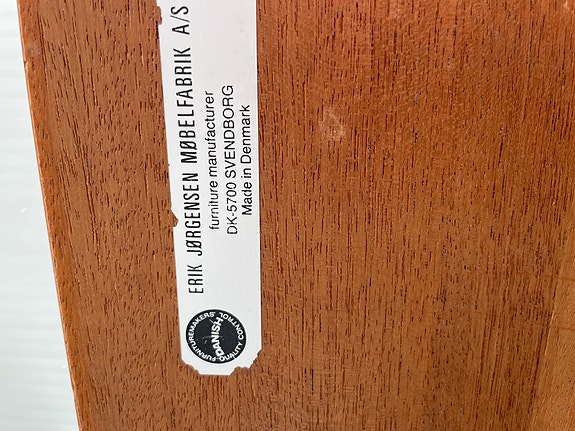 ERIK JØRGENSEN MØBELFABRIK A/S
furniture manufacturer
DK-5700 SVENDBORG
Made in Denmark
FURNITUREMAKERS'
DANISH
QUALITY CONTROL